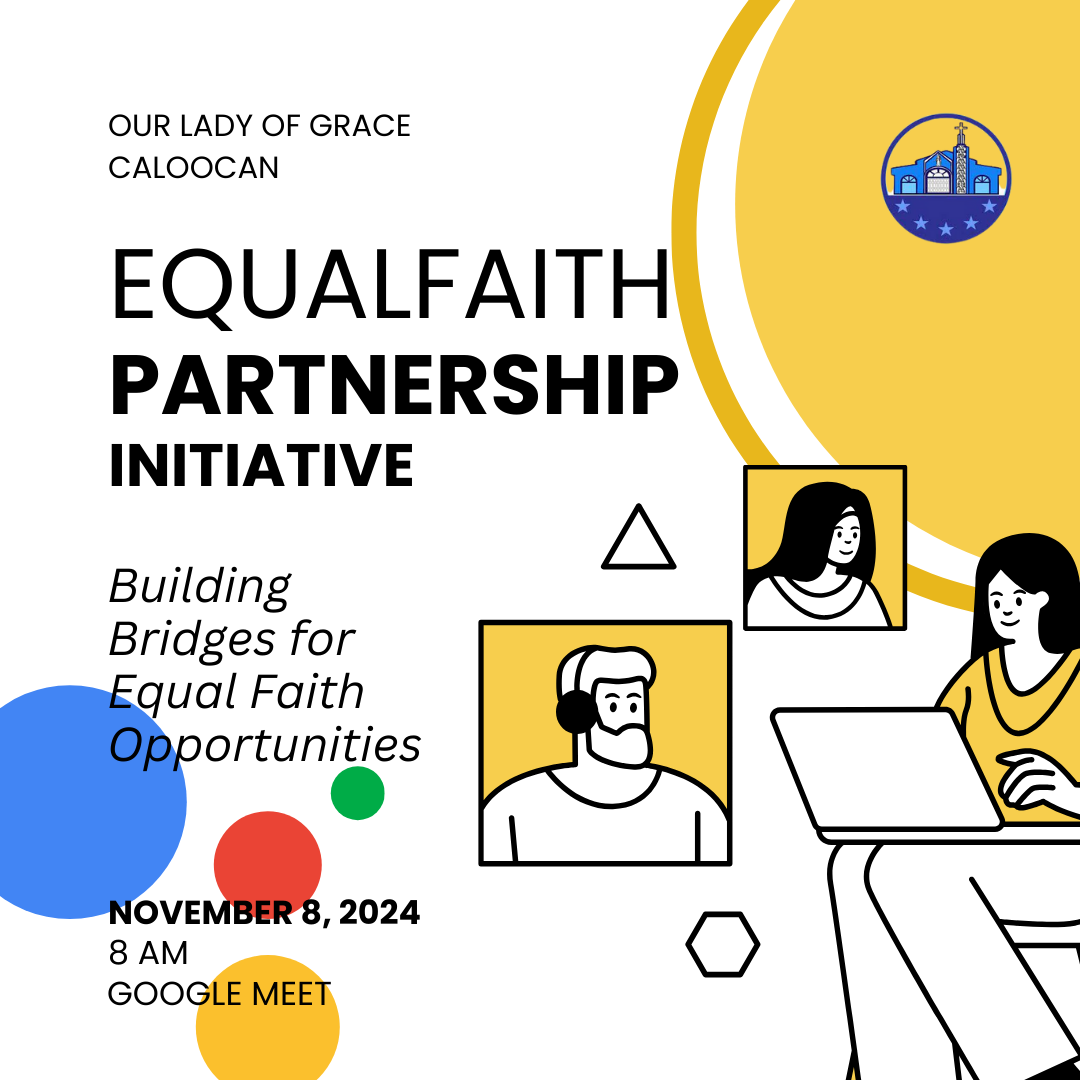 OUR LADY OF GRACE
CALOOCAN
EQUALFAITH
PARTNERSHIP
INITIATIVE
Building
Bridges for
Equal Faith
Opportunities
NOVEMBER 8, 2024
8 AM
GOOGLE MEET